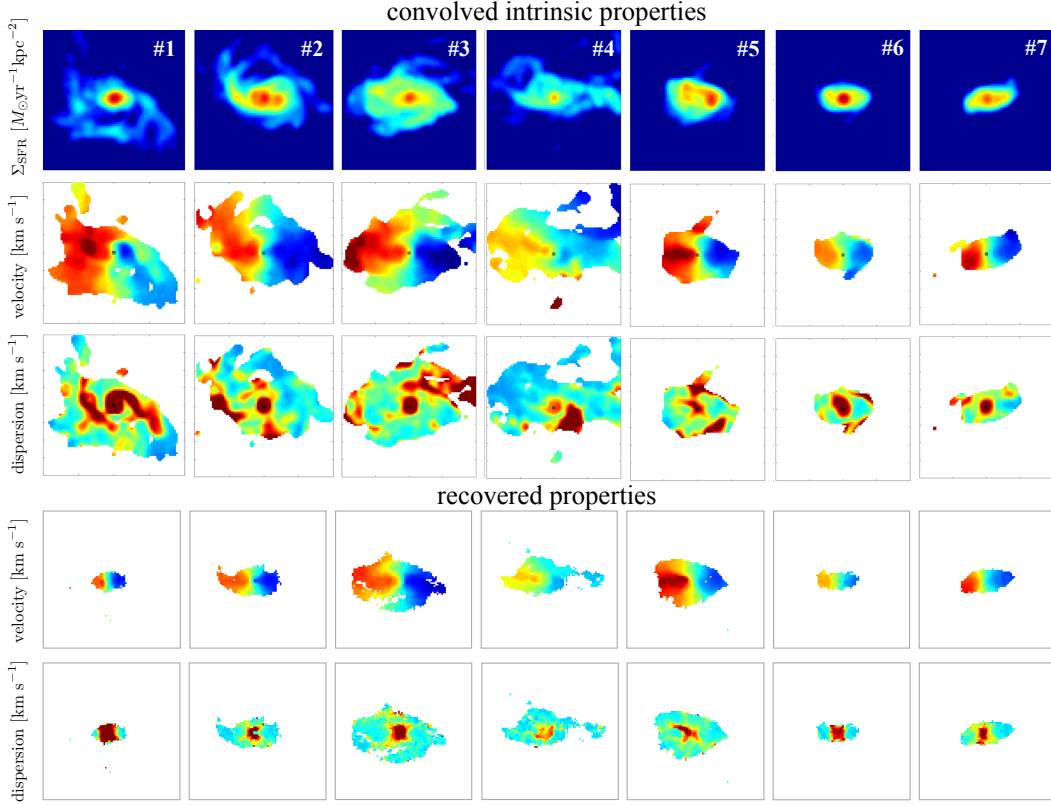 convolved intrinsic properties
Σ_SFR [M_⊙yr⁻¹kpc⁻²]
#1 #2 #3 #4 #5 #6 #7
velocity [km s⁻¹]
dispersion [km s⁻¹]
recovered properties
velocity [km s⁻¹]
dispersion [km s⁻¹]